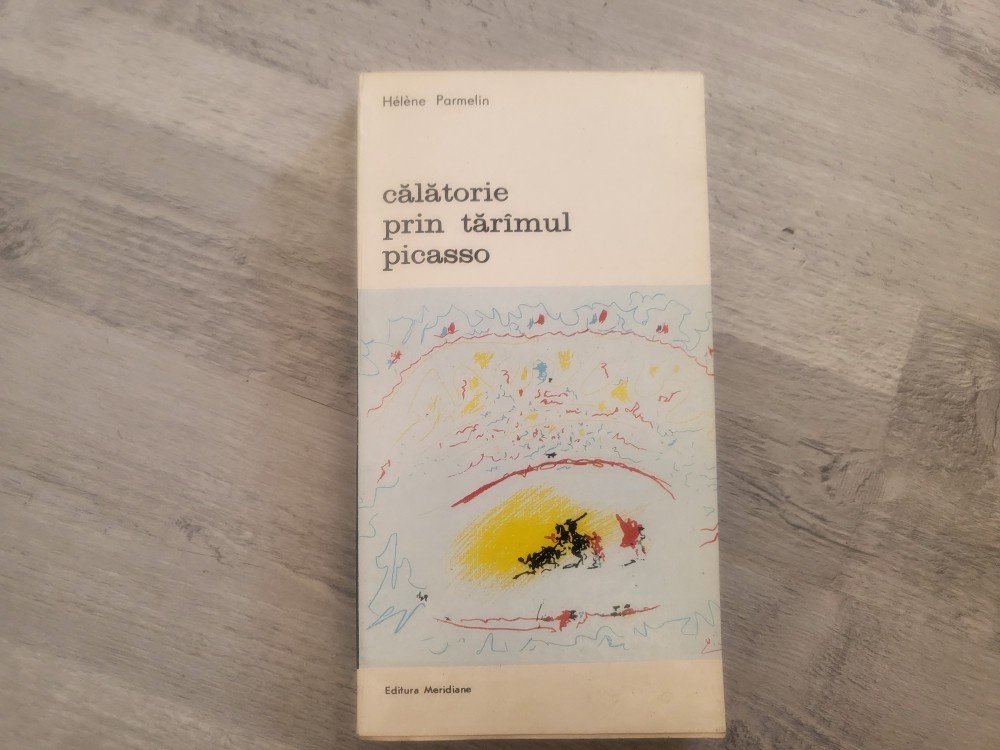 Hélène Parmelin
călătorie
prin tărîmul
picasso
Editura Meridiane